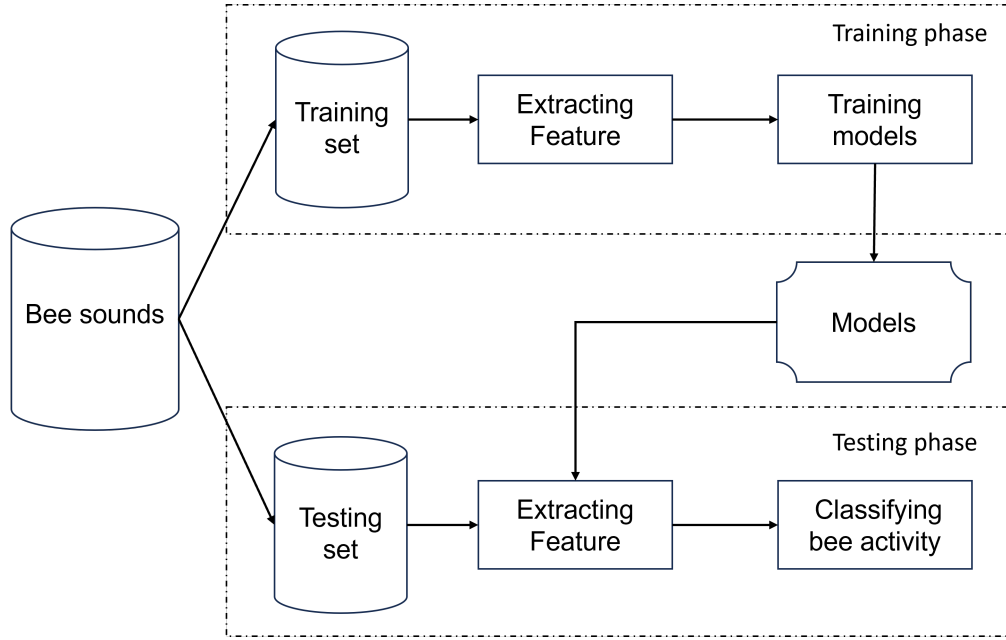 Training phase
Training
set
Extracting
Feature
Training
models
Bee sounds
Models
Testing phase
Testing
set
Extracting
Feature
Classifying
bee activity